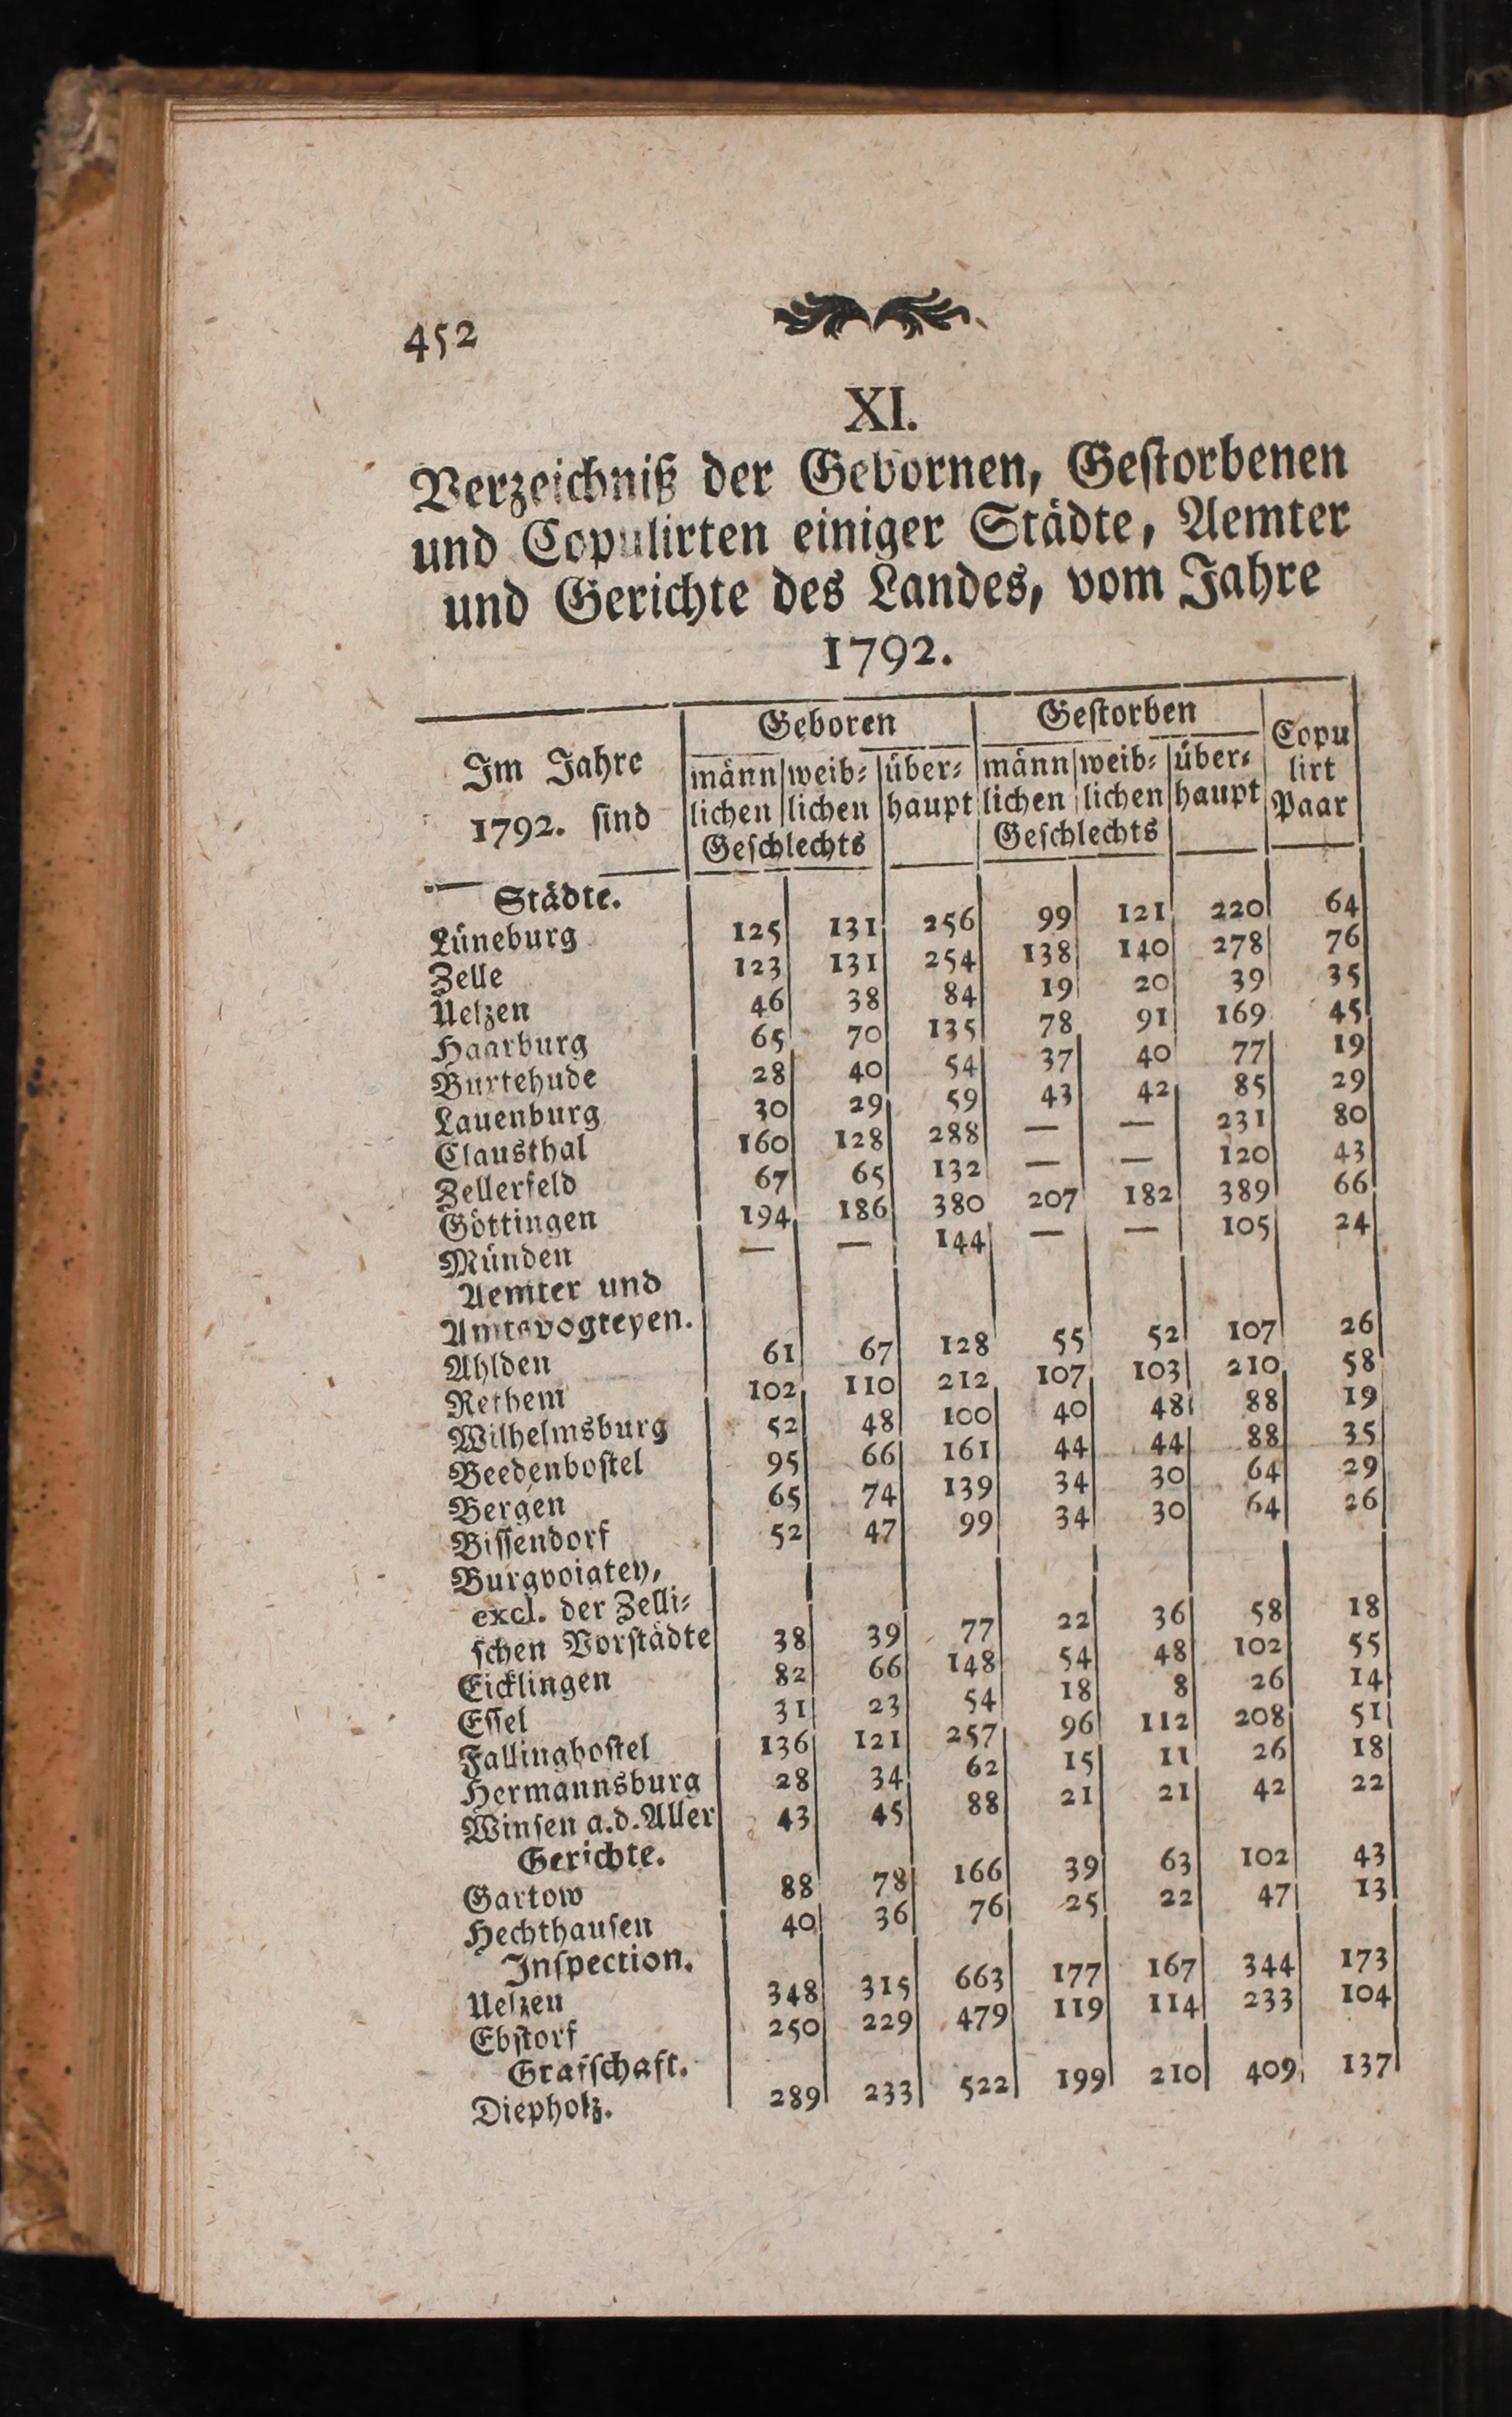 452
XI.
Verzeichniß der Gebornen, Gestorbenen
und Copulirten einiger Städte, Aemter
und Gerichte des Landes, vom Jahre
1792.
Im Jahre 1792. sind | Geboren | Gestorben | Copu lirt Paar
männ lichen | weib= lichen | über= haupt | männ lichen | weib= lichen | über= haupt
Geschlechts | Geschlechts
Städte.
Lüneburg 125 131 256 99 121 220 64
Zelle 123 131 254 138 140 278 76
Uelzen 46 38 84 19 20 39 35
Haarburg 65 70 135 78 91 169 45
Burtehude 28 40 54 37 40 77 19
Lauenburg 30 29 59 43 42 85 29
Clausthal 160 128 288 — — 231 80
Zellerfeld 67 65 132 — — 120 43
Göttingen 194 186 380 207 182 389 66
Münden — — 144 — — 105 24
Aemter und
Amtsvogteyen.
Ahlden 61 67 128 55 52 107 26
Rethem 102 110 212 107 103 210 58
Wilhelmsburg 52 48 100 40 48 88 19
Beedenbostel 95 66 161 44 44 88 35
Bergen 65 74 139 34 30 64 29
Bissendorf 52 47 99 34 30 64 26
Burgvoigtey,
excl. der Zelli=
schen Vorstädte 38 39 77 22 36 58 18
Eicklingen 82 66 148 54 48 102 55
Essel 31 23 54 18 8 26 14
Fallingbostel 136 121 257 96 112 208 51
Hermannsburg 28 34 62 15 11 26 18
Winsen a.d. Aller 43 45 88 21 21 42 22
Gerichte.
Gartow 88 78 166 39 63 102 43
Hechthausen 40 36 76 25 22 47 13
Inspection.
Uelzen 348 315 663 177 167 344 173
Ebstorf 250 229 479 119 114 233 104
Grafschaft.
Diepholz. 289 233 522 199 210 409 137